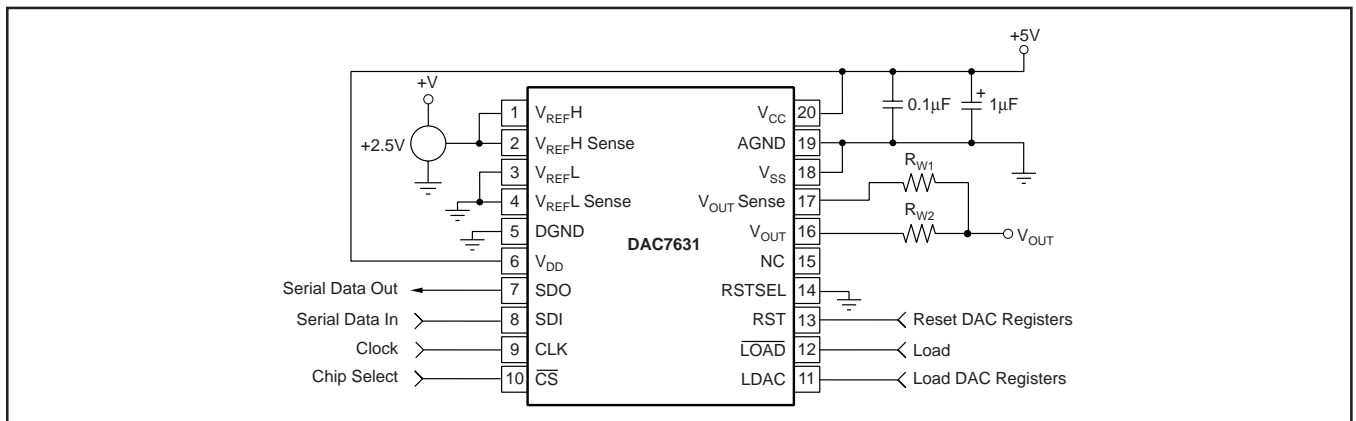 +5V
+V
0.1µF
+
1µF
+2.5V
1 VREFH
2 VREFH Sense
3 VREFL
4 VREFL Sense
5 DGND
6 VDD
7 SDO
8 SDI
9 CLK
10 CS
DAC7631
VCC 20
AGND 19
VSS 18
VOUT Sense 17
VOUT 16
NC 15
RSTSEL 14
RST 13
LOAD 12
LDAC 11
RW1
RW2
VOUT
Serial Data Out
Serial Data In
Clock
Chip Select
Reset DAC Registers
Load
Load DAC Registers